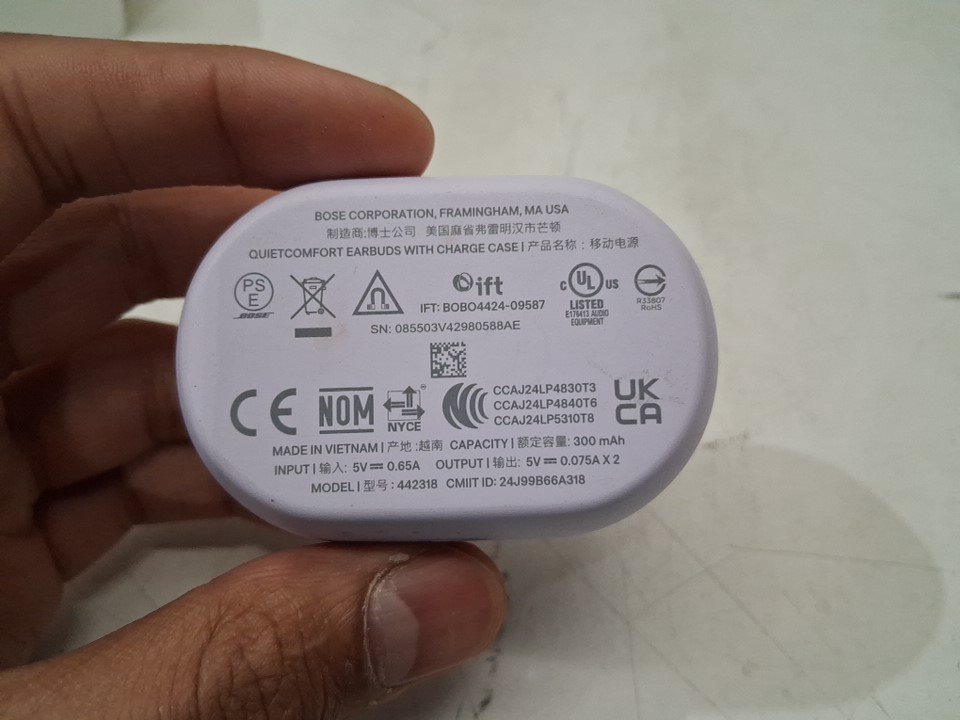 BOSE CORPORATION, FRAMINGHAM, MA USA
制造商:博士公司 美国麻省弗雷明汉市芒顿
QUIETCOMFORT EARBUDS WITH CHARGE CASE | 产品名称 : 移动电源
PS
E
BOSE
ift
IFT: BOBO4424-09587
C UL US
LISTED
E176413 AUDIO
EQUIPMENT
R33807
RoHS
SN: 085503V42980588AE
CE
NOM
NYCE
CCAJ24LP4830T3
CCAJ24LP4840T6
CCAJ24LP5310T8
UK
CA
MADE IN VIETNAM | 产地 :越南 CAPACITY | 额定容量: 300 mAh
INPUT | 输入: 5V⎓ 0.65A OUTPUT | 输出: 5V⎓ 0.075A X 2
MODEL | 型号 : 442318 CMIIT ID: 24J99B66A318